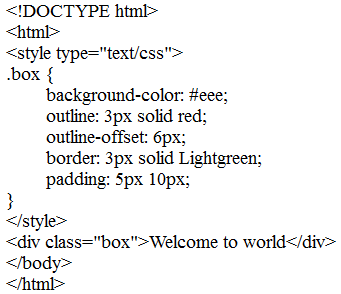 <!DOCTYPE html>
<html>
<style type="text/css">
.box {
background-color: #eee;
outline: 3px solid red;
outline-offset: 6px;
border: 3px solid Lightgreen;
padding: 5px 10px;
}
</style>
<div class="box">Welcome to world</div>
</body>
</html>